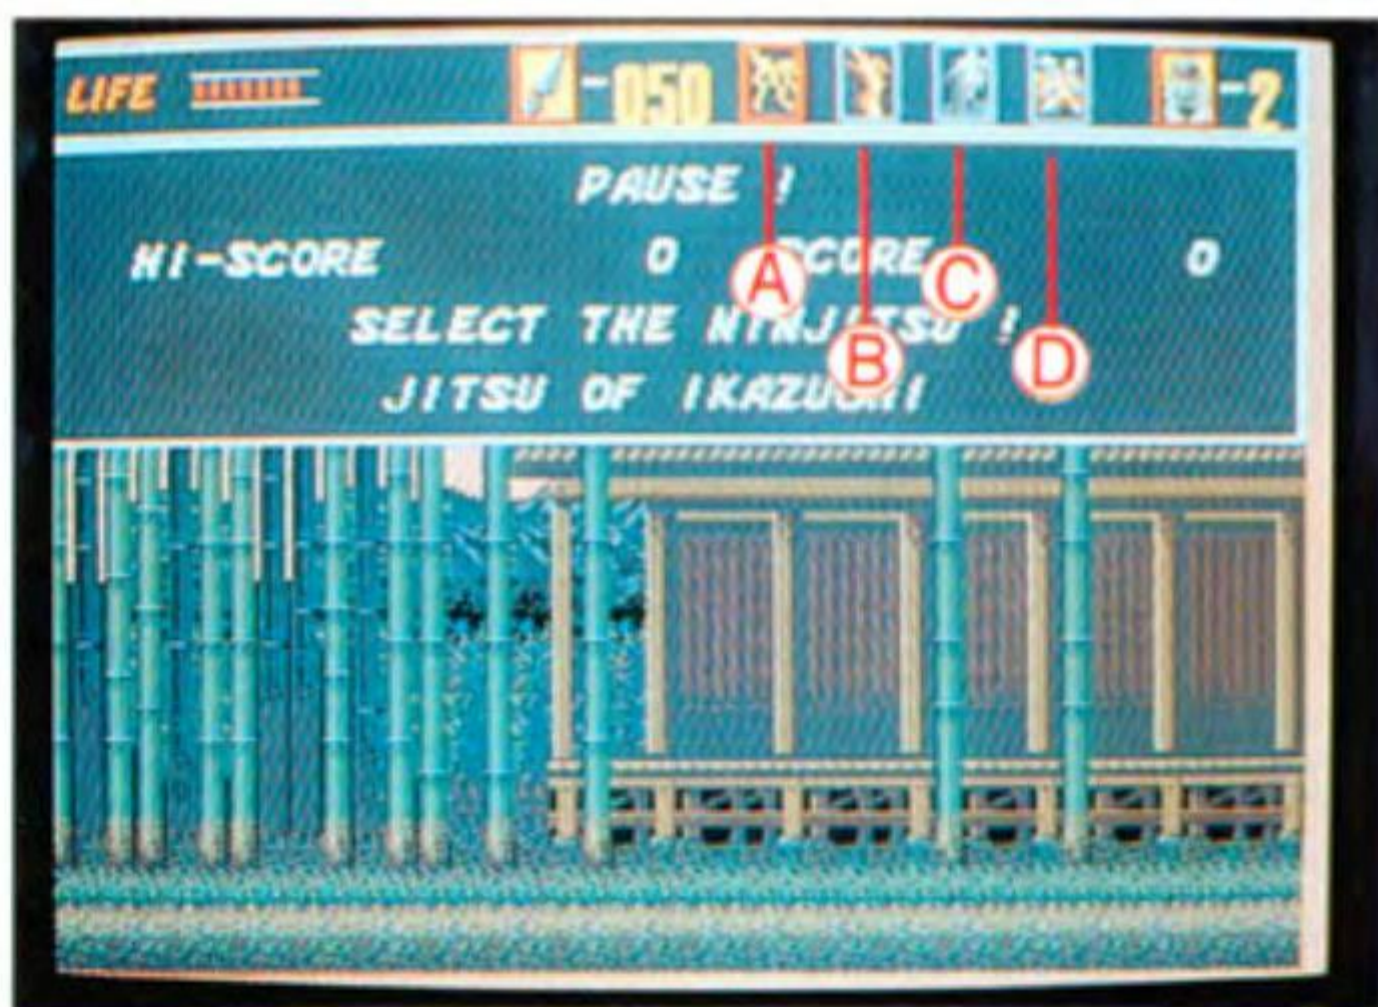 LIFE -050 -2
PAUSE !
HI-SCORE 0 SCORE 0
A C
SELECT THE NINJITSU !
B D
JITSU OF IKAZUCHI